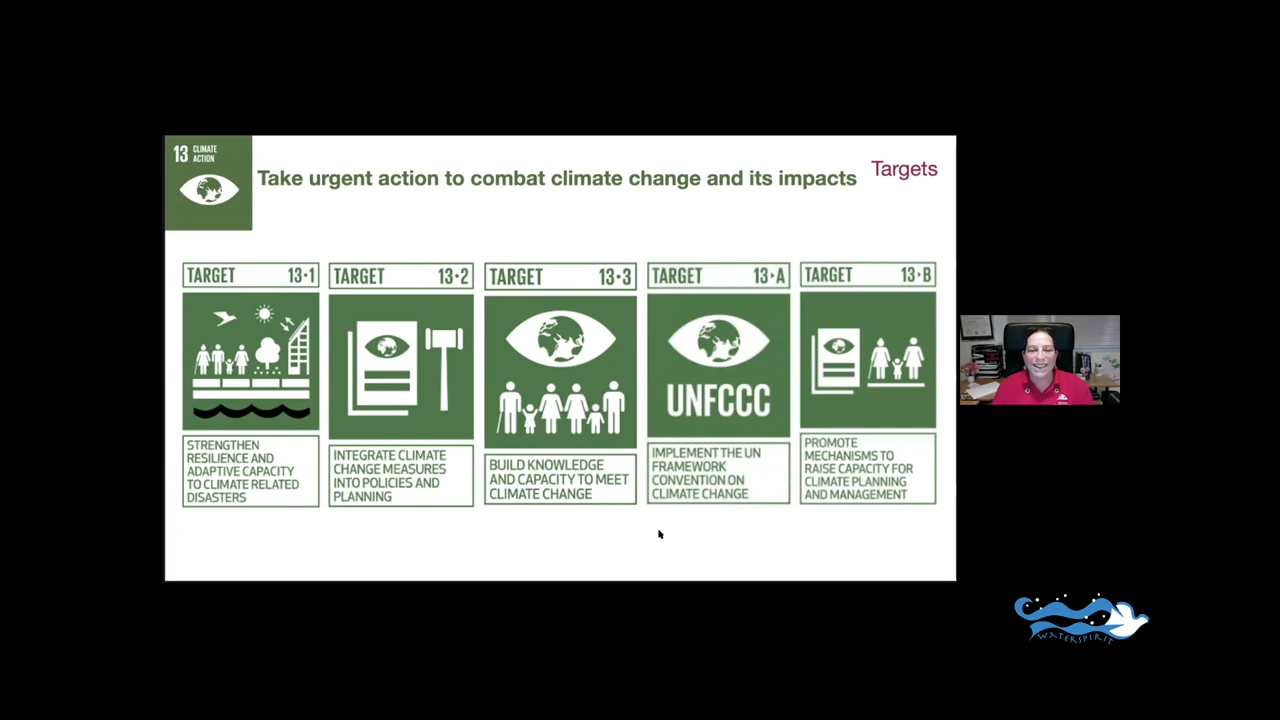 13 CLIMATE
ACTION
Take urgent action to combat climate change and its impacts
Targets
TARGET 13·1
STRENGTHEN
RESILIENCE AND
ADAPTIVE CAPACITY
TO CLIMATE RELATED
DISASTERS
TARGET 13·2
INTEGRATE CLIMATE
CHANGE MEASURES
INTO POLICIES AND
PLANNING
TARGET 13·3
BUILD KNOWLEDGE
AND CAPACITY TO MEET
CLIMATE CHANGE
TARGET 13‣A
UNFCCC
IMPLEMENT THE UN
FRAMEWORK
CONVENTION ON
CLIMATE CHANGE
TARGET 13‣B
PROMOTE
MECHANISMS TO
RAISE CAPACITY FOR
CLIMATE PLANNING
AND MANAGEMENT
WATERSPIRIT